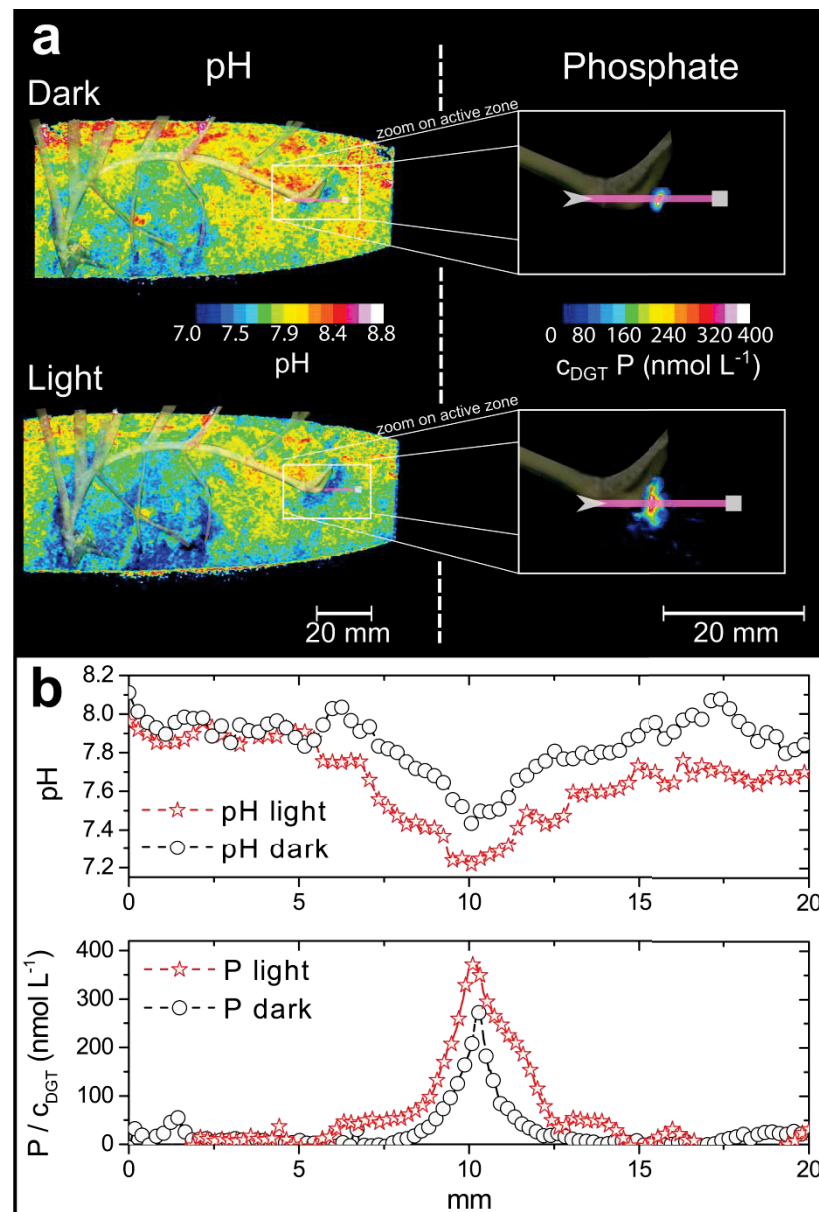 a
pH
Phosphate
Dark
zoom on active zone
7.0 7.5 7.9 8.4 8.8
pH
0 80 160 240 320 400
cDGT P (nmol L-1)
Light
zoom on active zone
20 mm
20 mm
b
8.2
8.0
7.8
7.6
7.4
7.2
pH
pH light
pH dark
0 5 10 15 20
400
300
200
100
0
P / cDGT (nmol L-1)
P light
P dark
0 5 10 15 20
mm